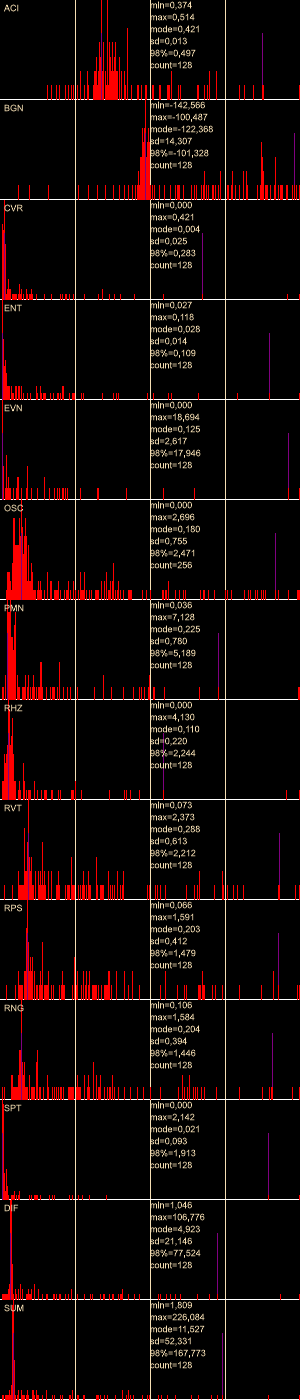 ACI
min=0,374
max=0,514
mode=0,421
sd=0,013
98%=0,497
count=128
BGN
min=-142,566
max=-100,487
mode=-122,368
sd=14,307
98%=-101,328
count=128
CVR
min=0,000
max=0,421
mode=0,004
sd=0,025
98%=0,283
count=128
ENT
min=0,027
max=0,118
mode=0,028
sd=0,014
98%=0,109
count=128
EVN
min=0,000
max=18,694
mode=0,125
sd=2,617
98%=17,946
count=128
OSC
min=0,000
max=2,696
mode=0,180
sd=0,755
98%=2,471
count=256
PMN
min=0,036
max=7,128
mode=0,225
sd=0,780
98%=5,189
count=128
RHZ
min=0,000
max=4,130
mode=0,110
sd=0,220
98%=2,244
count=128
RVT
min=0,073
max=2,373
mode=0,288
sd=0,613
98%=2,212
count=128
RPS
min=0,066
max=1,591
mode=0,203
sd=0,412
98%=1,479
count=128
RNG
min=0,106
max=1,584
mode=0,204
sd=0,394
98%=1,446
count=128
SPT
min=0,000
max=2,142
mode=0,021
sd=0,093
98%=1,913
count=128
DIF
min=1,046
max=106,776
mode=4,923
sd=21,146
98%=77,524
count=128
SUM
min=1,809
max=226,084
mode=11,527
sd=52,331
98%=167,773
count=128